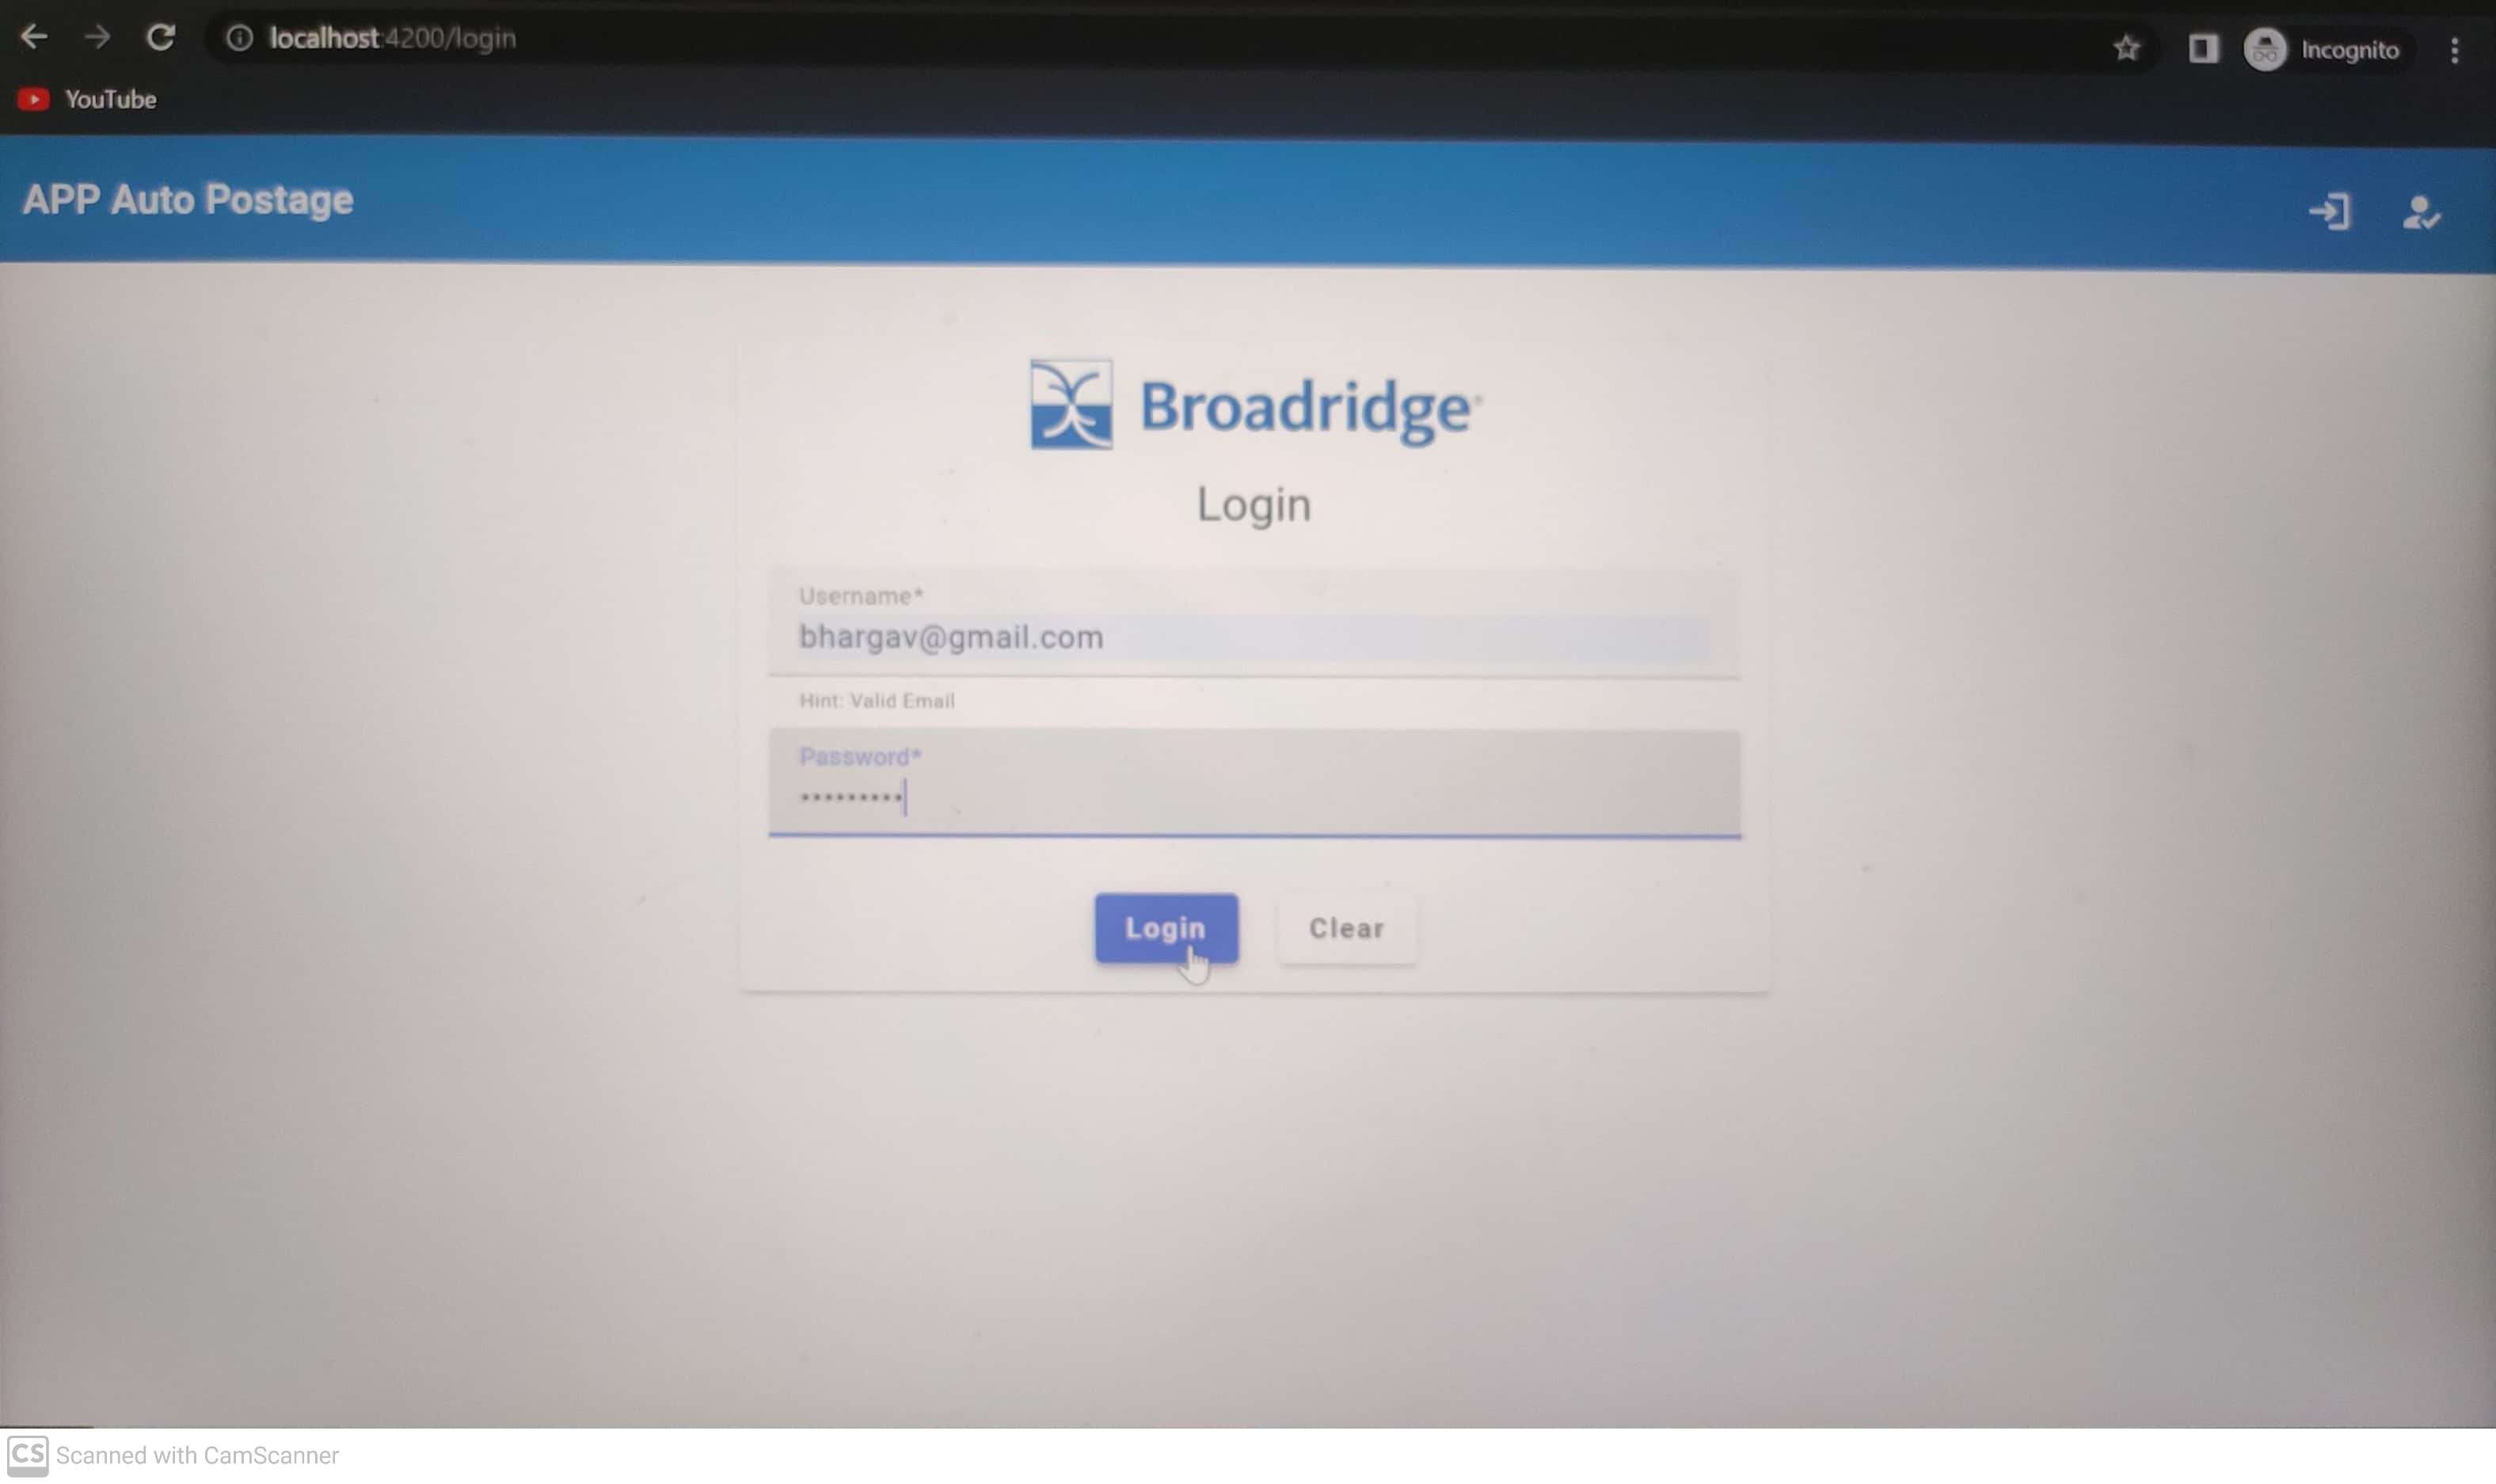 localhost:4200/login
Incognito
YouTube
APP Auto Postage
Broadridge
Login
Username*
bhargav@gmail.com
Hint: Valid Email
Password*
•••••••••
Login
Clear
CS Scanned with CamScanner